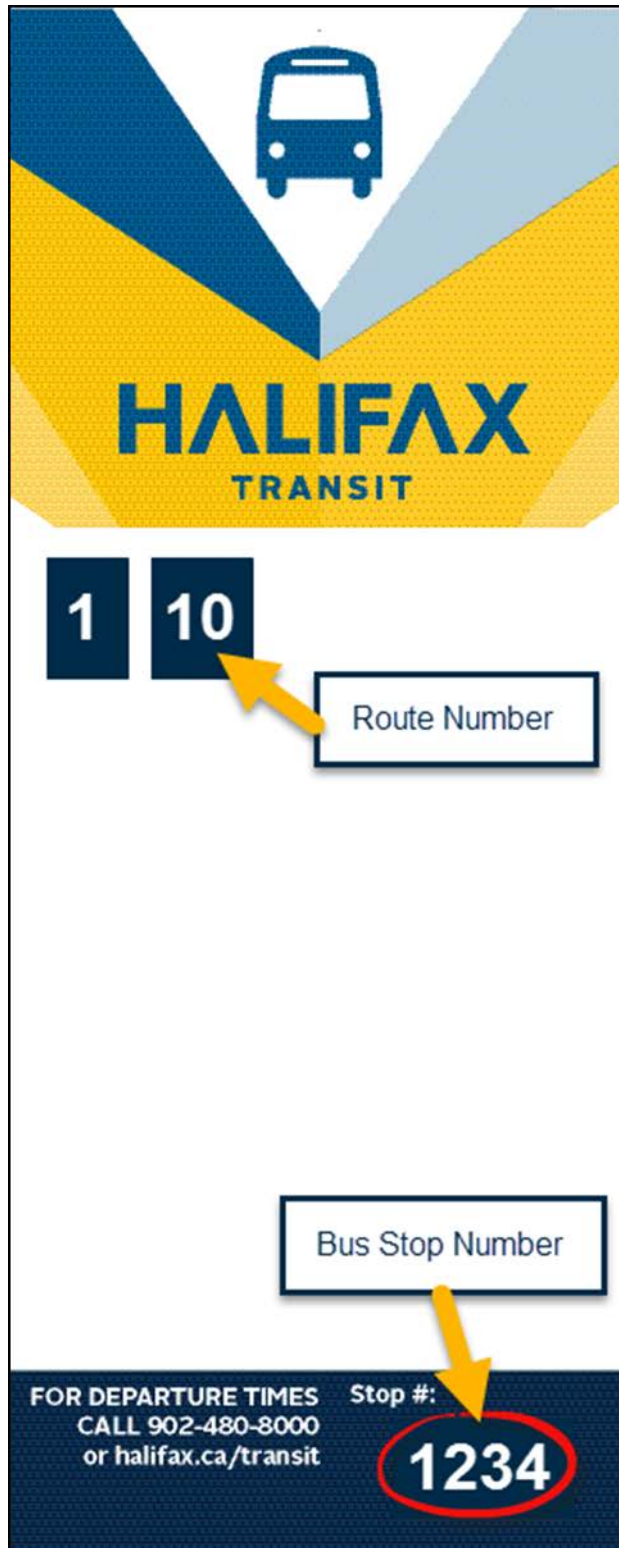 HALIFAX
TRANSIT
1 10
Route Number
Bus Stop Number
FOR DEPARTURE TIMES
CALL 902-480-8000
or halifax.ca/transit
Stop #:
1234